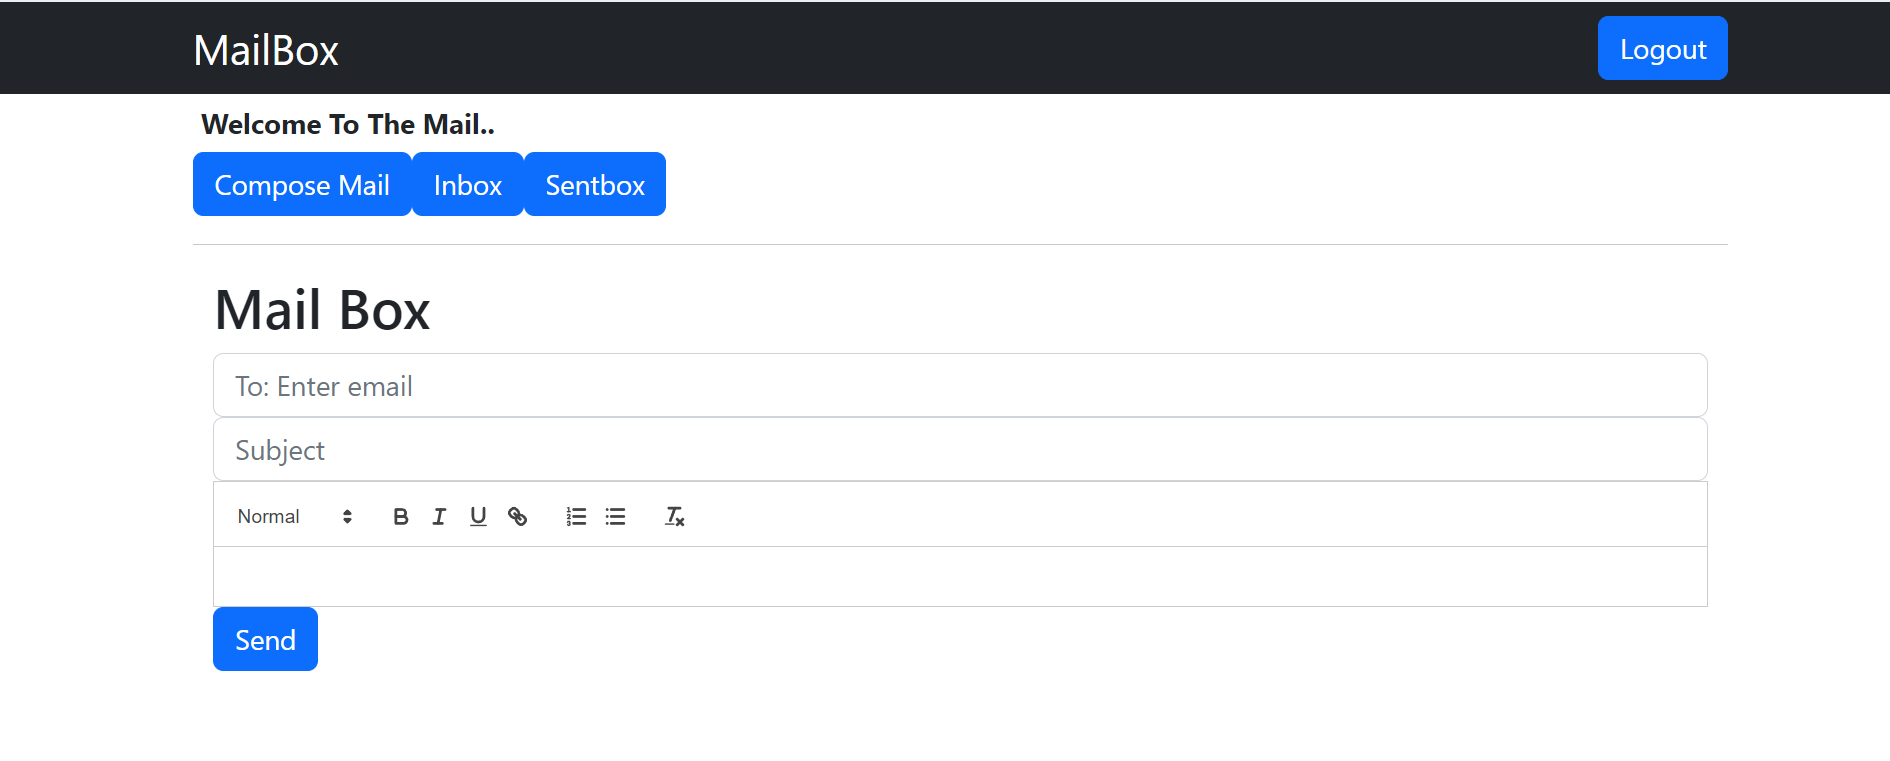 MailBox Logout
Welcome To The Mail..
Compose Mail Inbox Sentbox
Mail Box
To: Enter email
Subject
Normal
Send